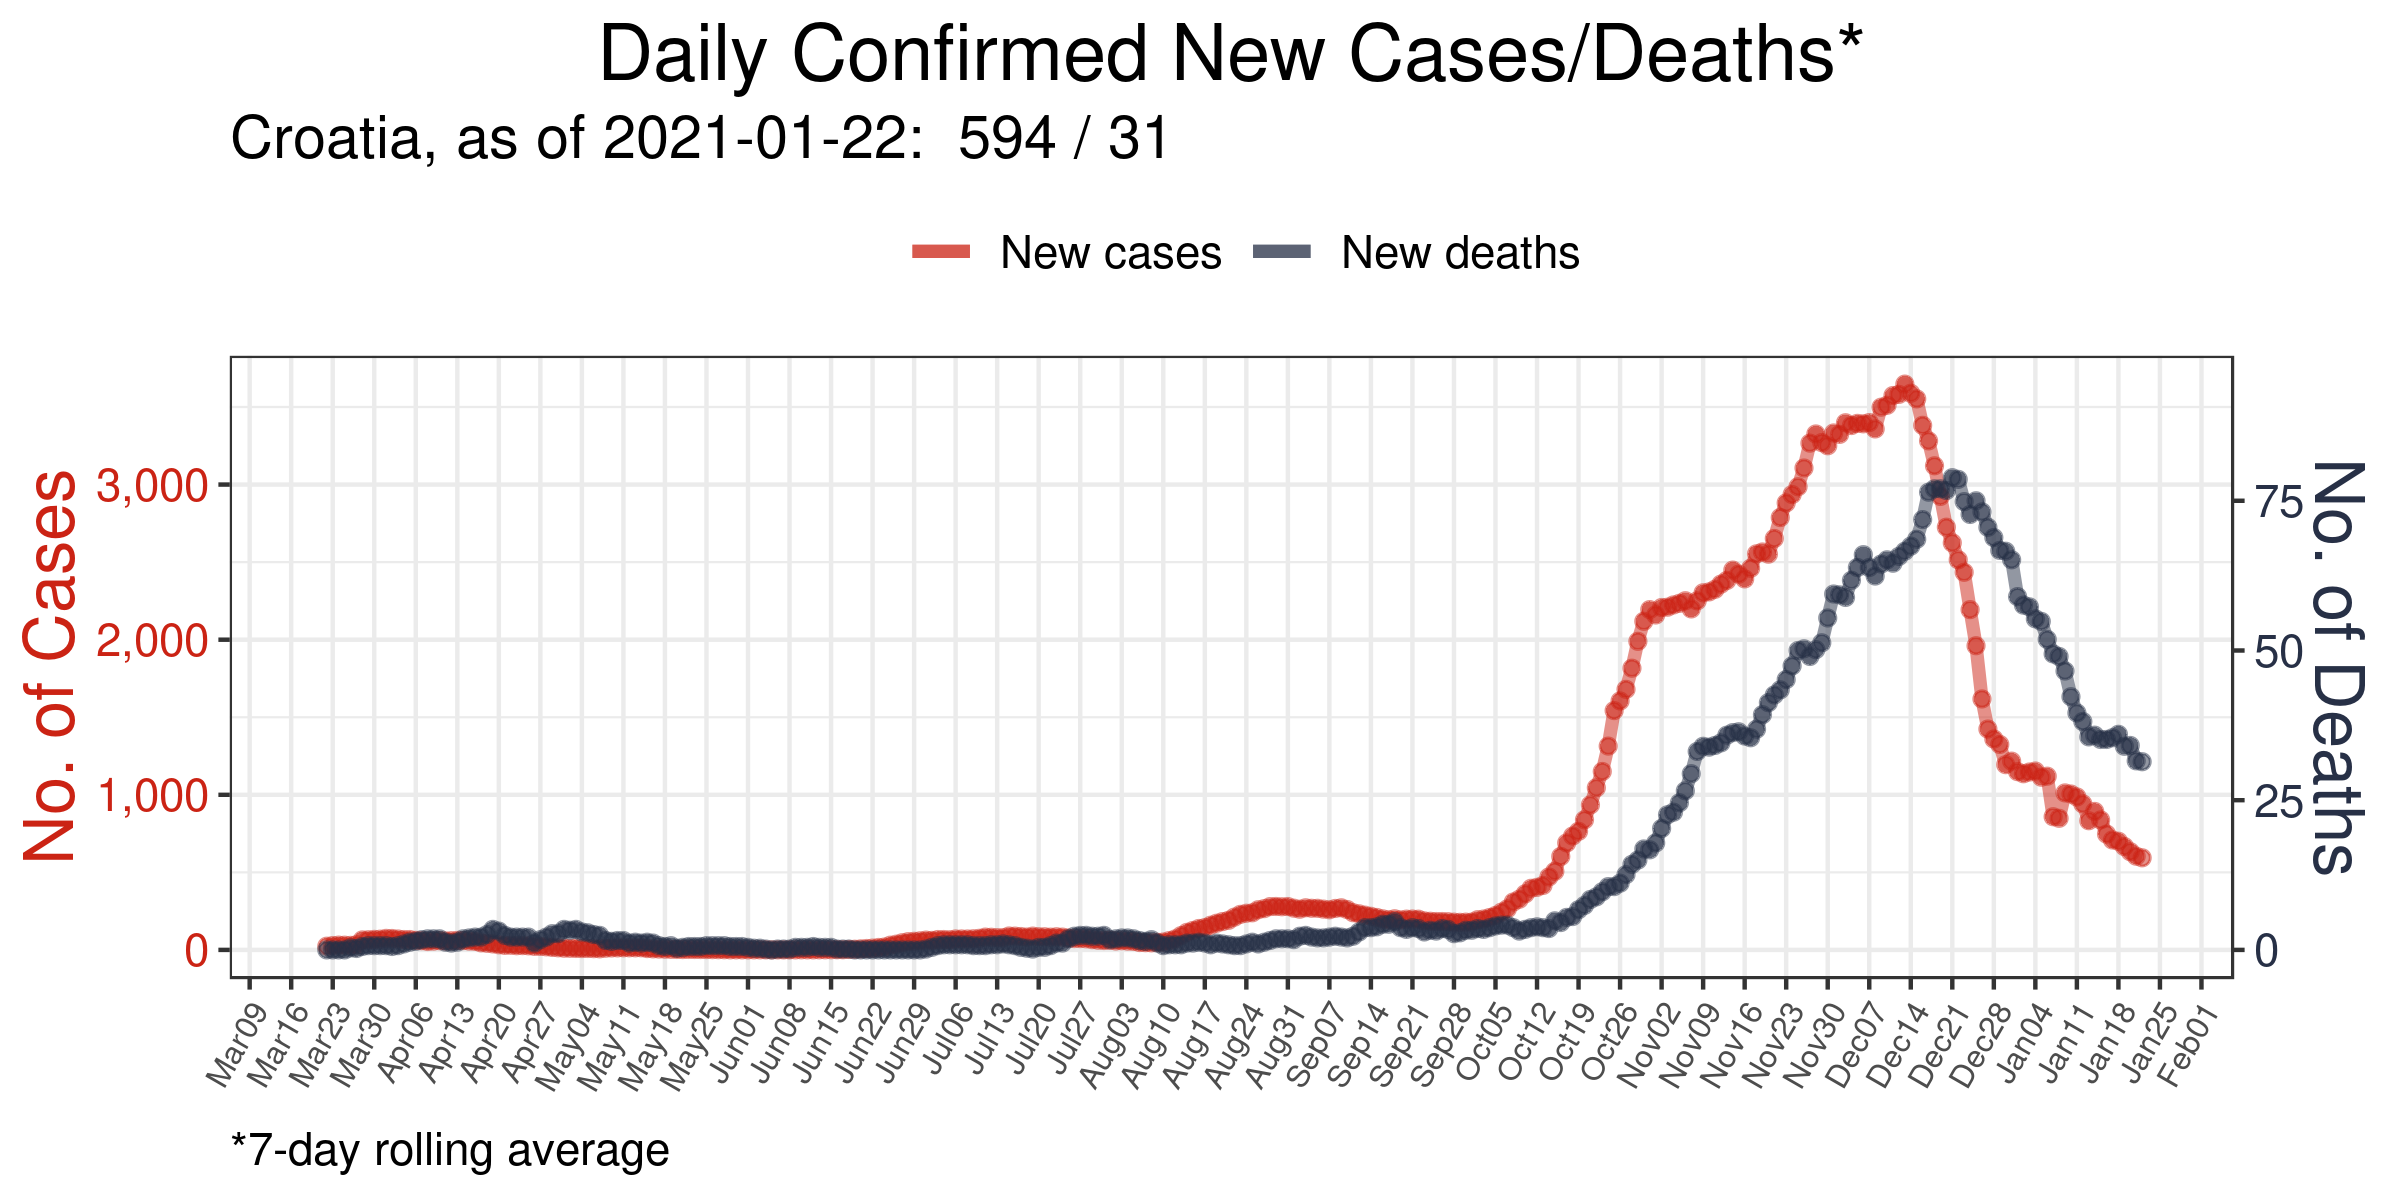 Daily Confirmed New Cases/Deaths*
Croatia, as of 2021-01-22:  594 / 31
New cases
New deaths
No. of Cases
3,000
2,000
1,000
0
75
50
25
0
No. of Deaths
Mar09
Mar16
Mar23
Mar30
Apr06
Apr13
Apr20
Apr27
May04
May11
May18
May25
Jun01
Jun08
Jun15
Jun22
Jun29
Jul06
Jul13
Jul20
Jul27
Aug03
Aug10
Aug17
Aug24
Aug31
Sep07
Sep14
Sep21
Sep28
Oct05
Oct12
Oct19
Oct26
Nov02
Nov09
Nov16
Nov23
Nov30
Dec07
Dec14
Dec21
Dec28
Jan04
Jan11
Jan18
Jan25
Feb01
*7-day rolling average